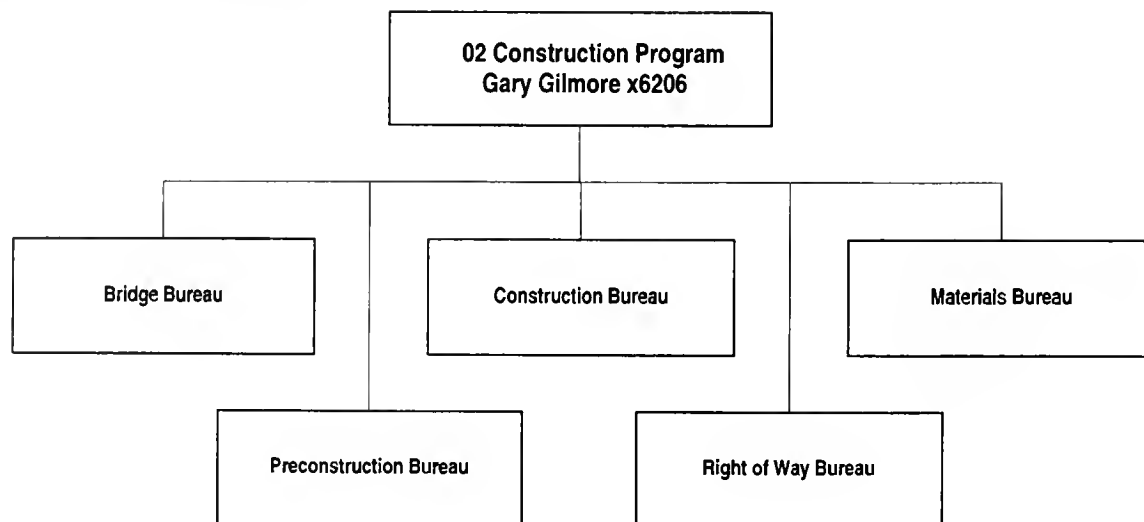 02 Construction Program
Gary Gilmore x6206
Bridge Bureau
Construction Bureau
Materials Bureau
Preconstruction Bureau
Right of Way Bureau